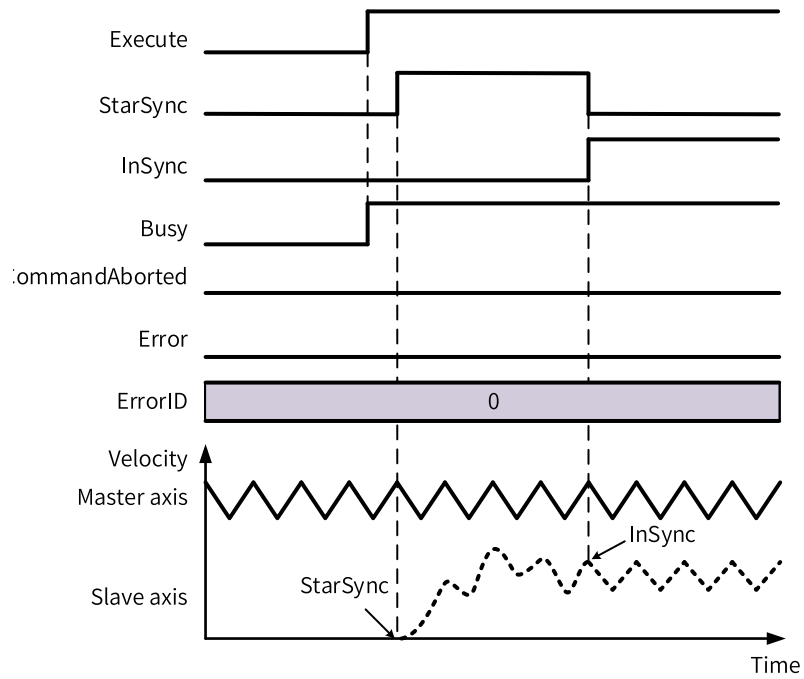 Execute
StarSync
InSync
Busy
ommandAborted
Error
ErrorID
0
Velocity
Master axis
InSync
StarSync
Slave axis
Time